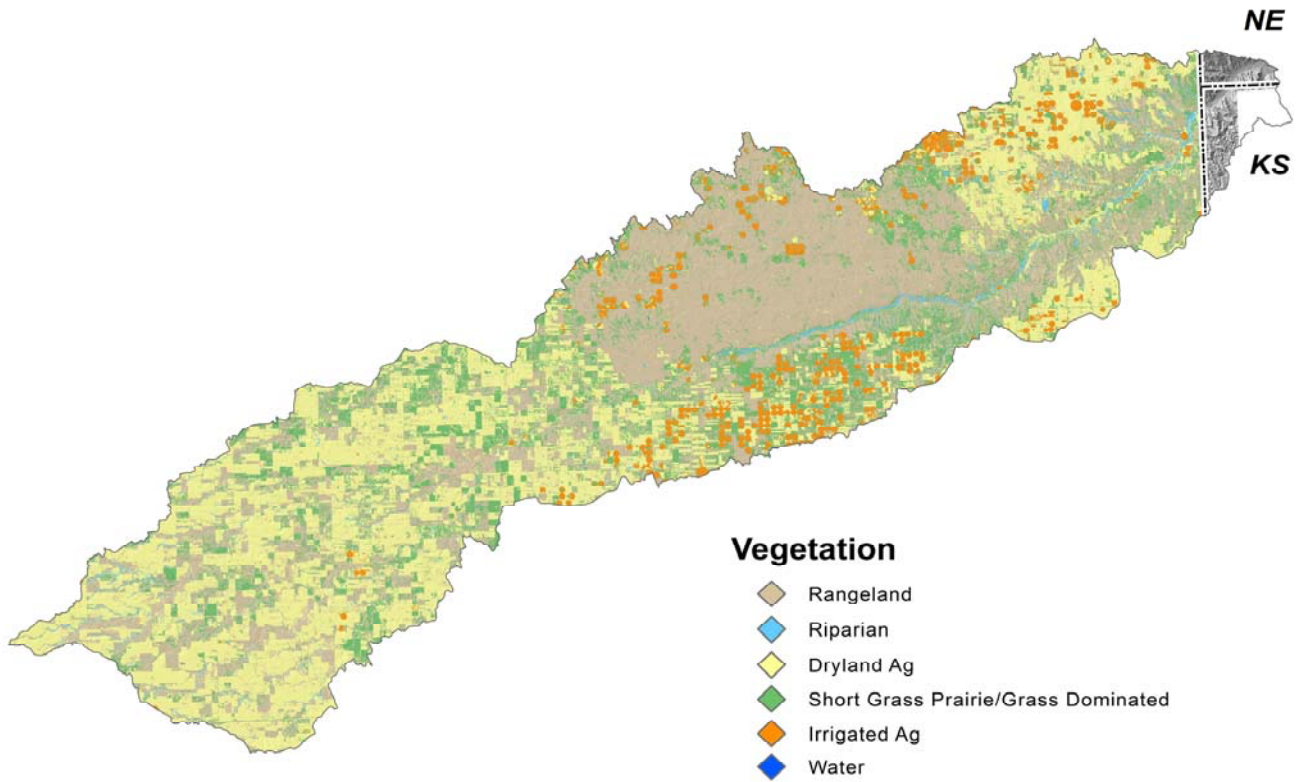 NE
KS
Vegetation
Rangeland
Riparian
Dryland Ag
Short Grass Prairie/Grass Dominated
Irrigated Ag
Water